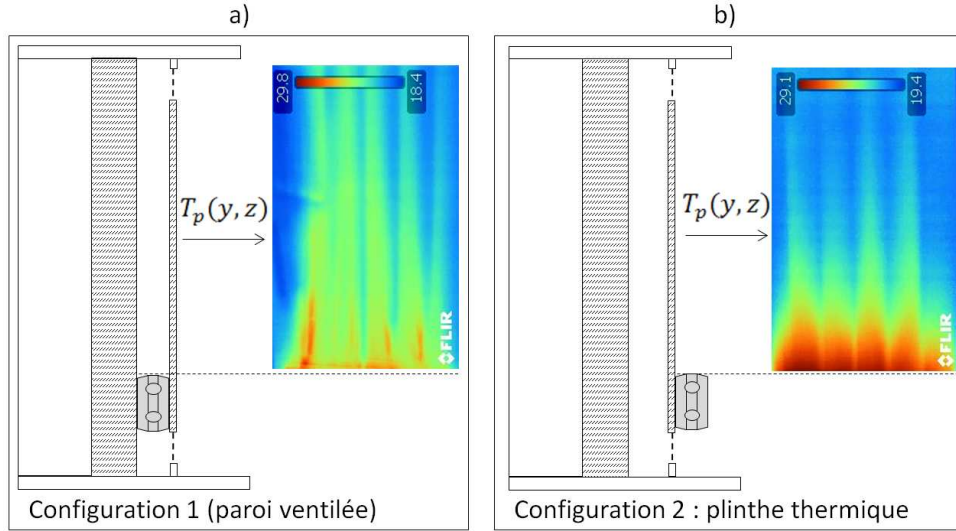 a)
b)
29.8
18.4
29.1
19.4
T_p(y, z)
T_p(y, z)
FLIR
FLIR
Configuration 1 (paroi ventilée)
Configuration 2 : plinthe thermique